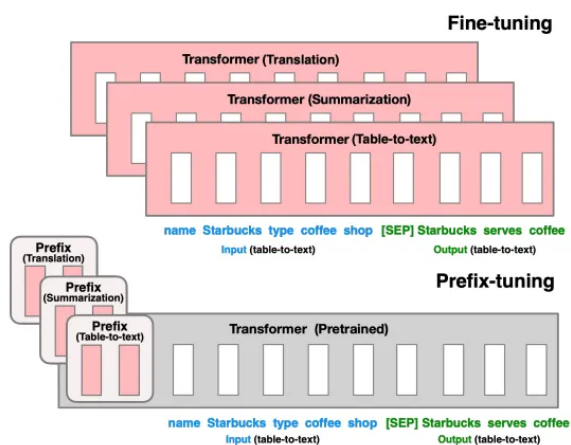 Fine-tuning
Transformer (Translation)
Transformer (Summarization)
Transformer (Table-to-text)
name Starbucks type coffee shop [SEP] Starbucks serves coffee
Input (table-to-text) Output (table-to-text)
Prefix-tuning
Prefix
(Translation)
Prefix
(Summarization)
Prefix
(Table-to-text)
Transformer (Pretrained)
name Starbucks type coffee shop [SEP] Starbucks serves coffee
Input (table-to-text) Output (table-to-text)